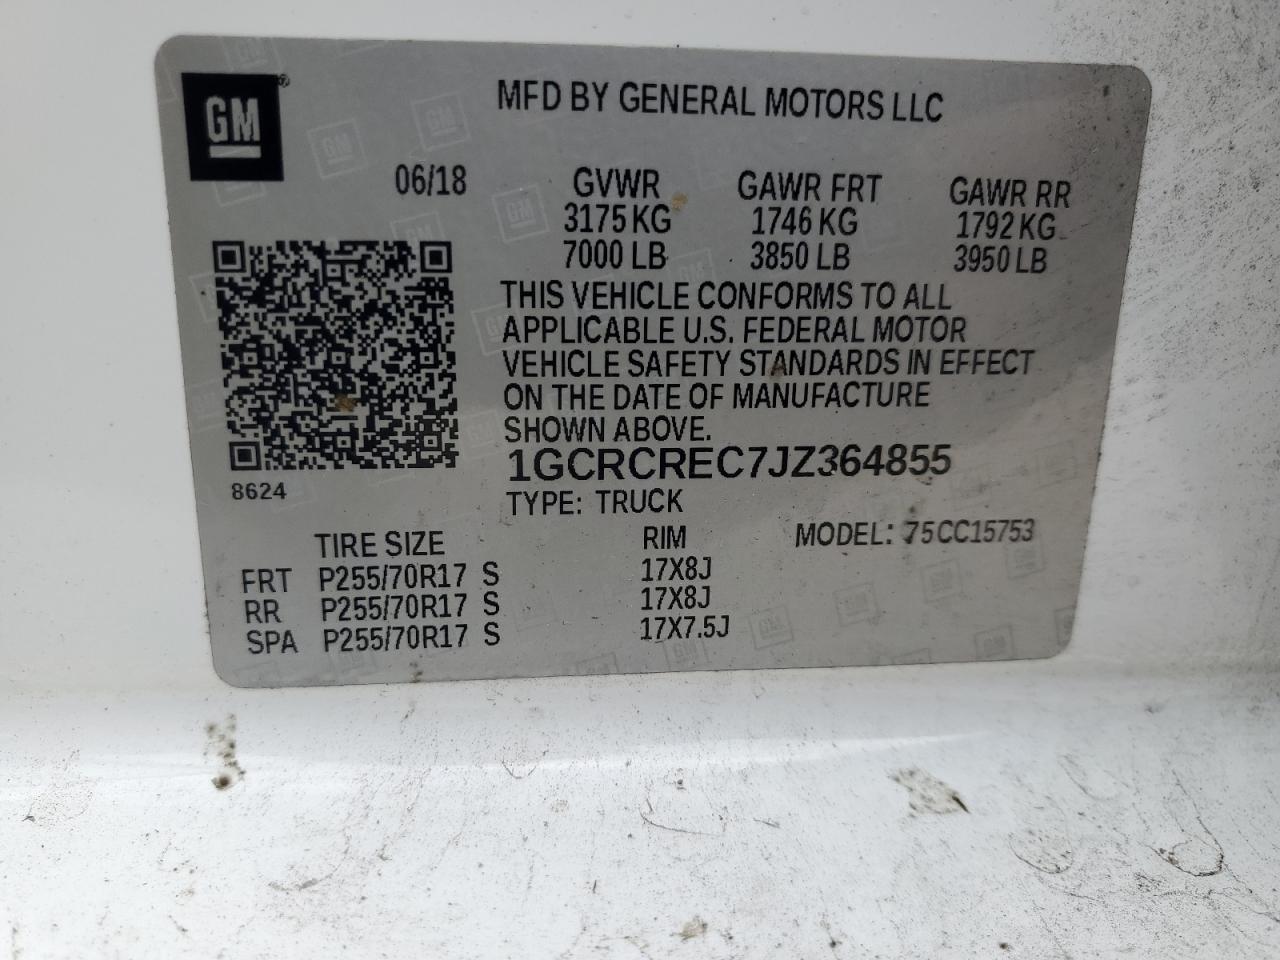 GM
MFD BY GENERAL MOTORS LLC
06/18 GVWR GAWR FRT GAWR RR
3175 KG 1746 KG 1792 KG
7000 LB 3850 LB 3950 LB
THIS VEHICLE CONFORMS TO ALL
APPLICABLE U.S. FEDERAL MOTOR
VEHICLE SAFETY STANDARDS IN EFFECT
ON THE DATE OF MANUFACTURE
SHOWN ABOVE.
1GCRCREC7JZ364855
8624
TYPE: TRUCK
TIRE SIZE RIM MODEL: 75CC15753
FRT P255/70R17 S 17X8J
RR P255/70R17 S 17X8J
SPA P255/70R17 S 17X7.5J